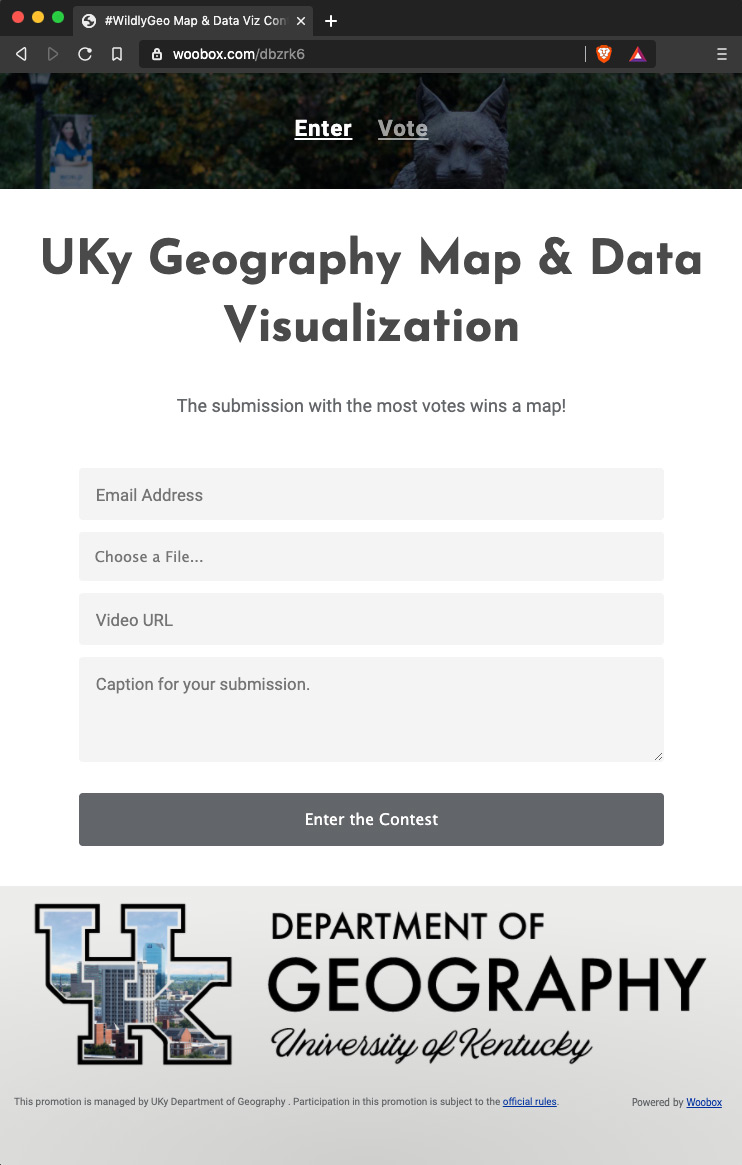 #WildlyGeo Map & Data Viz Con
woobox.com/dbzrk6
Enter Vote
UKy Geography Map & Data
Visualization
The submission with the most votes wins a map!
Email Address
Choose a File...
Video URL
Caption for your submission.
Enter the Contest
UK
DEPARTMENT OF
GEOGRAPHY
University of Kentucky
This promotion is managed by UKy Department of Geography . Participation in this promotion is subject to the official rules.
Powered by Woobox